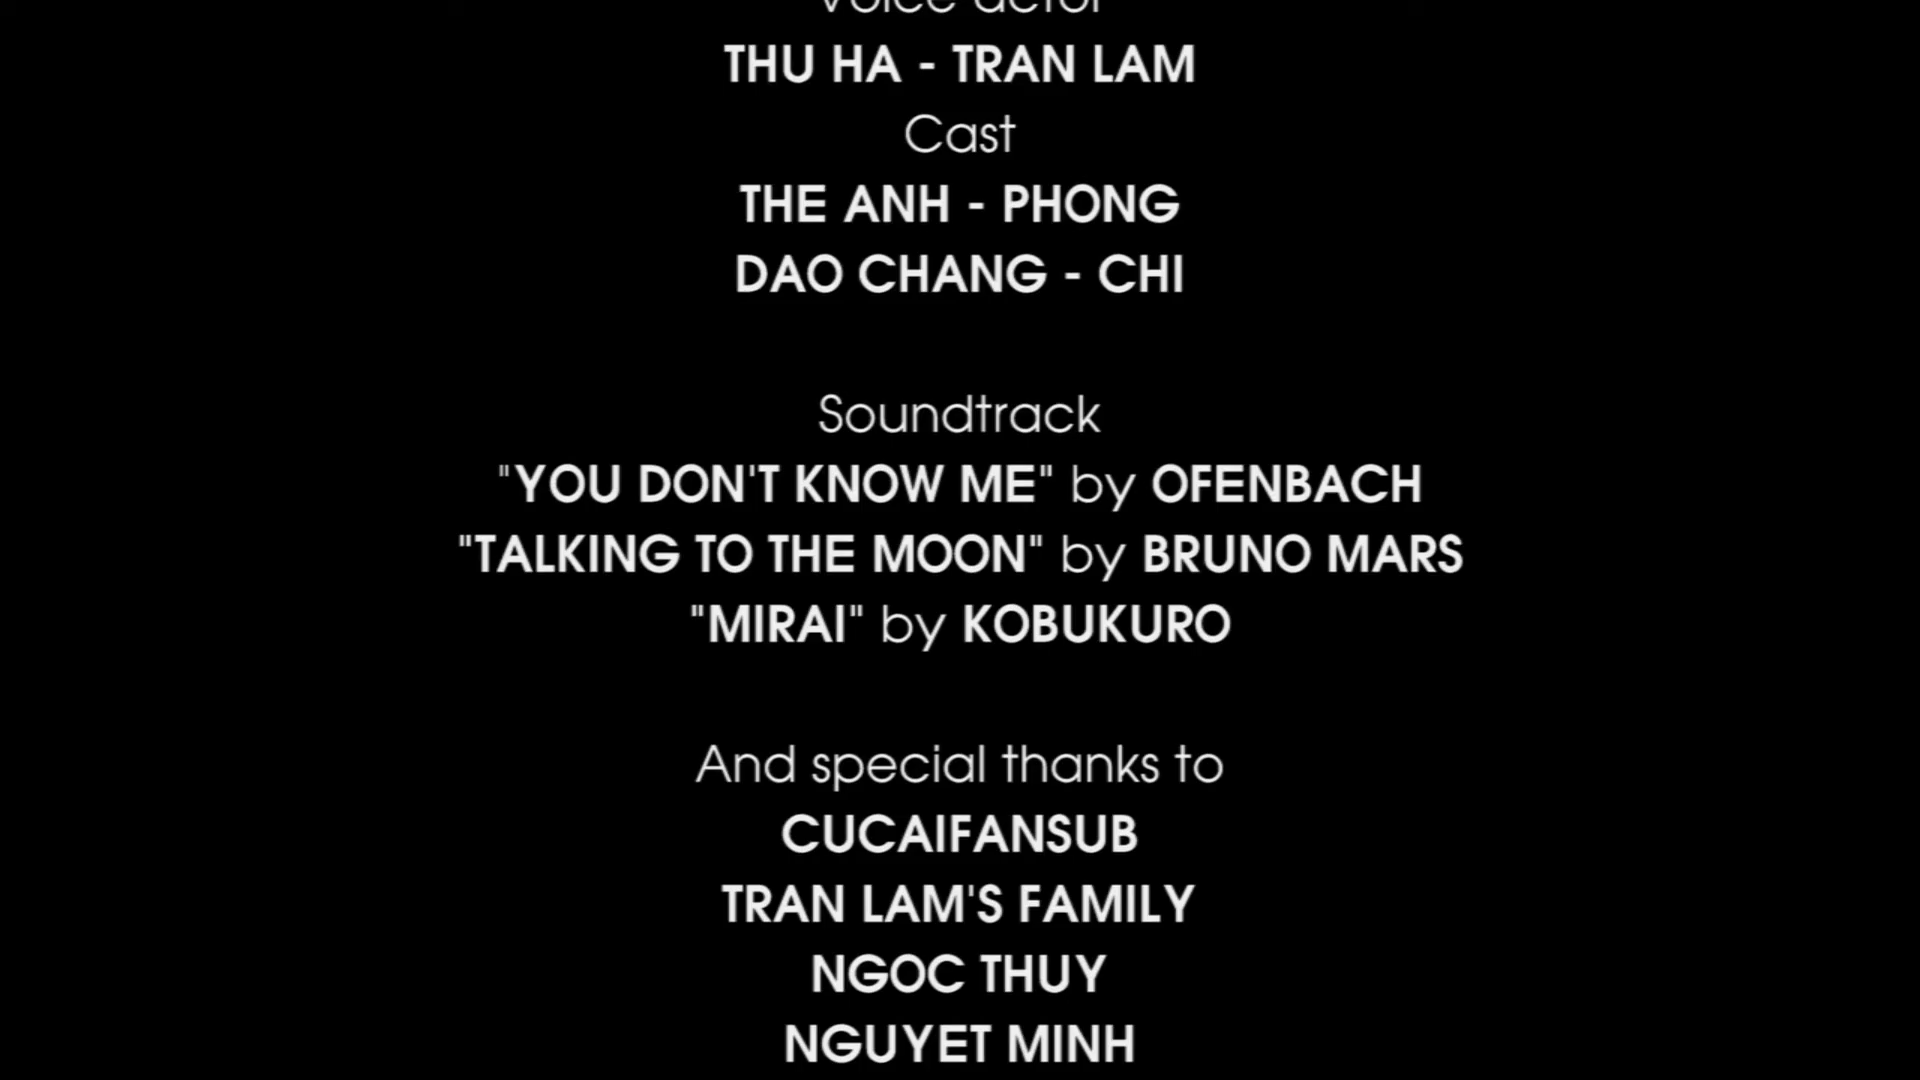 Voice actor
THU HA - TRAN LAM
Cast
THE ANH - PHONG
DAO CHANG - CHI
Soundtrack
"YOU DON'T KNOW ME" by OFENBACH
"TALKING TO THE MOON" by BRUNO MARS
"MIRAI" by KOBUKURO
And special thanks to
CUCAIFANSUB
TRAN LAM'S FAMILY
NGOC THUY
NGUYET MINH